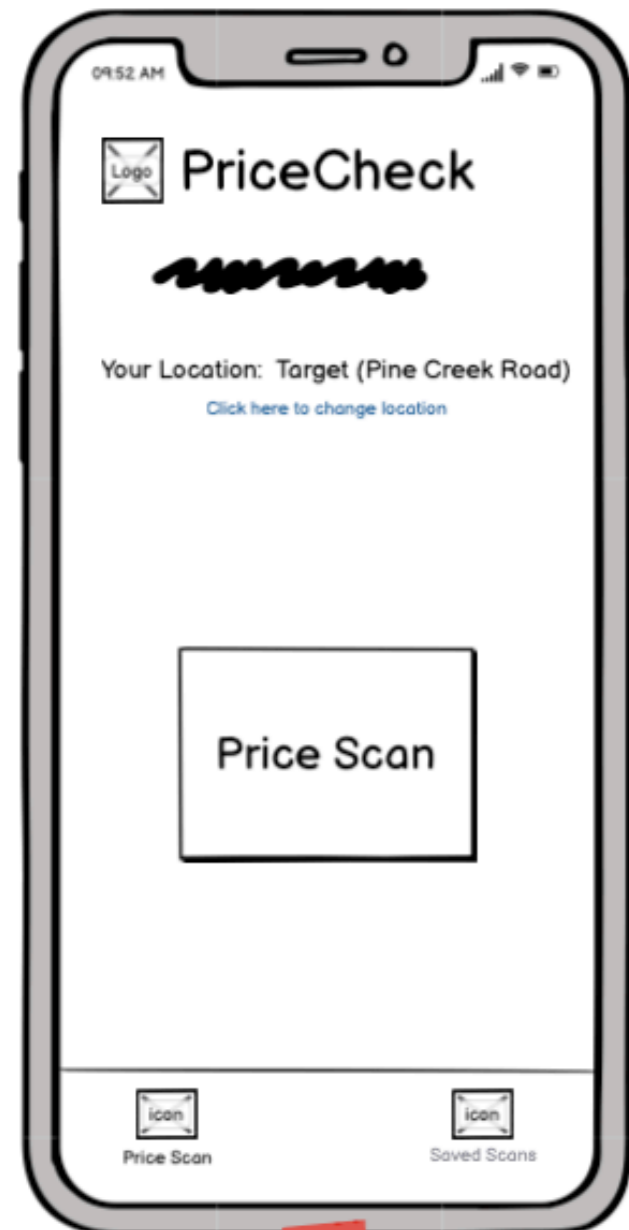 09:52 AM
Logo PriceCheck
Your Location: Target (Pine Creek Road)
Click here to change location
Price Scan
icon icon
Price Scan Saved Scans